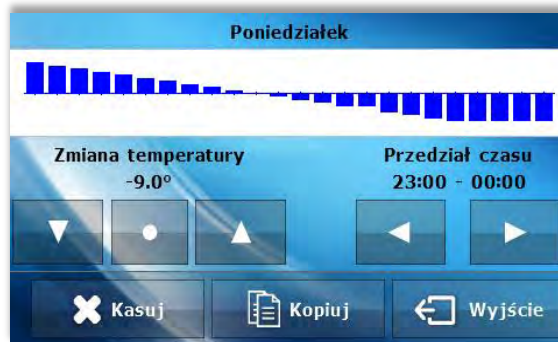 Poniedziałek
Zmiana temperatury
-9.0°
Przedział czasu
23:00 - 00:00
Kasuj
Kopiuj
Wyjście